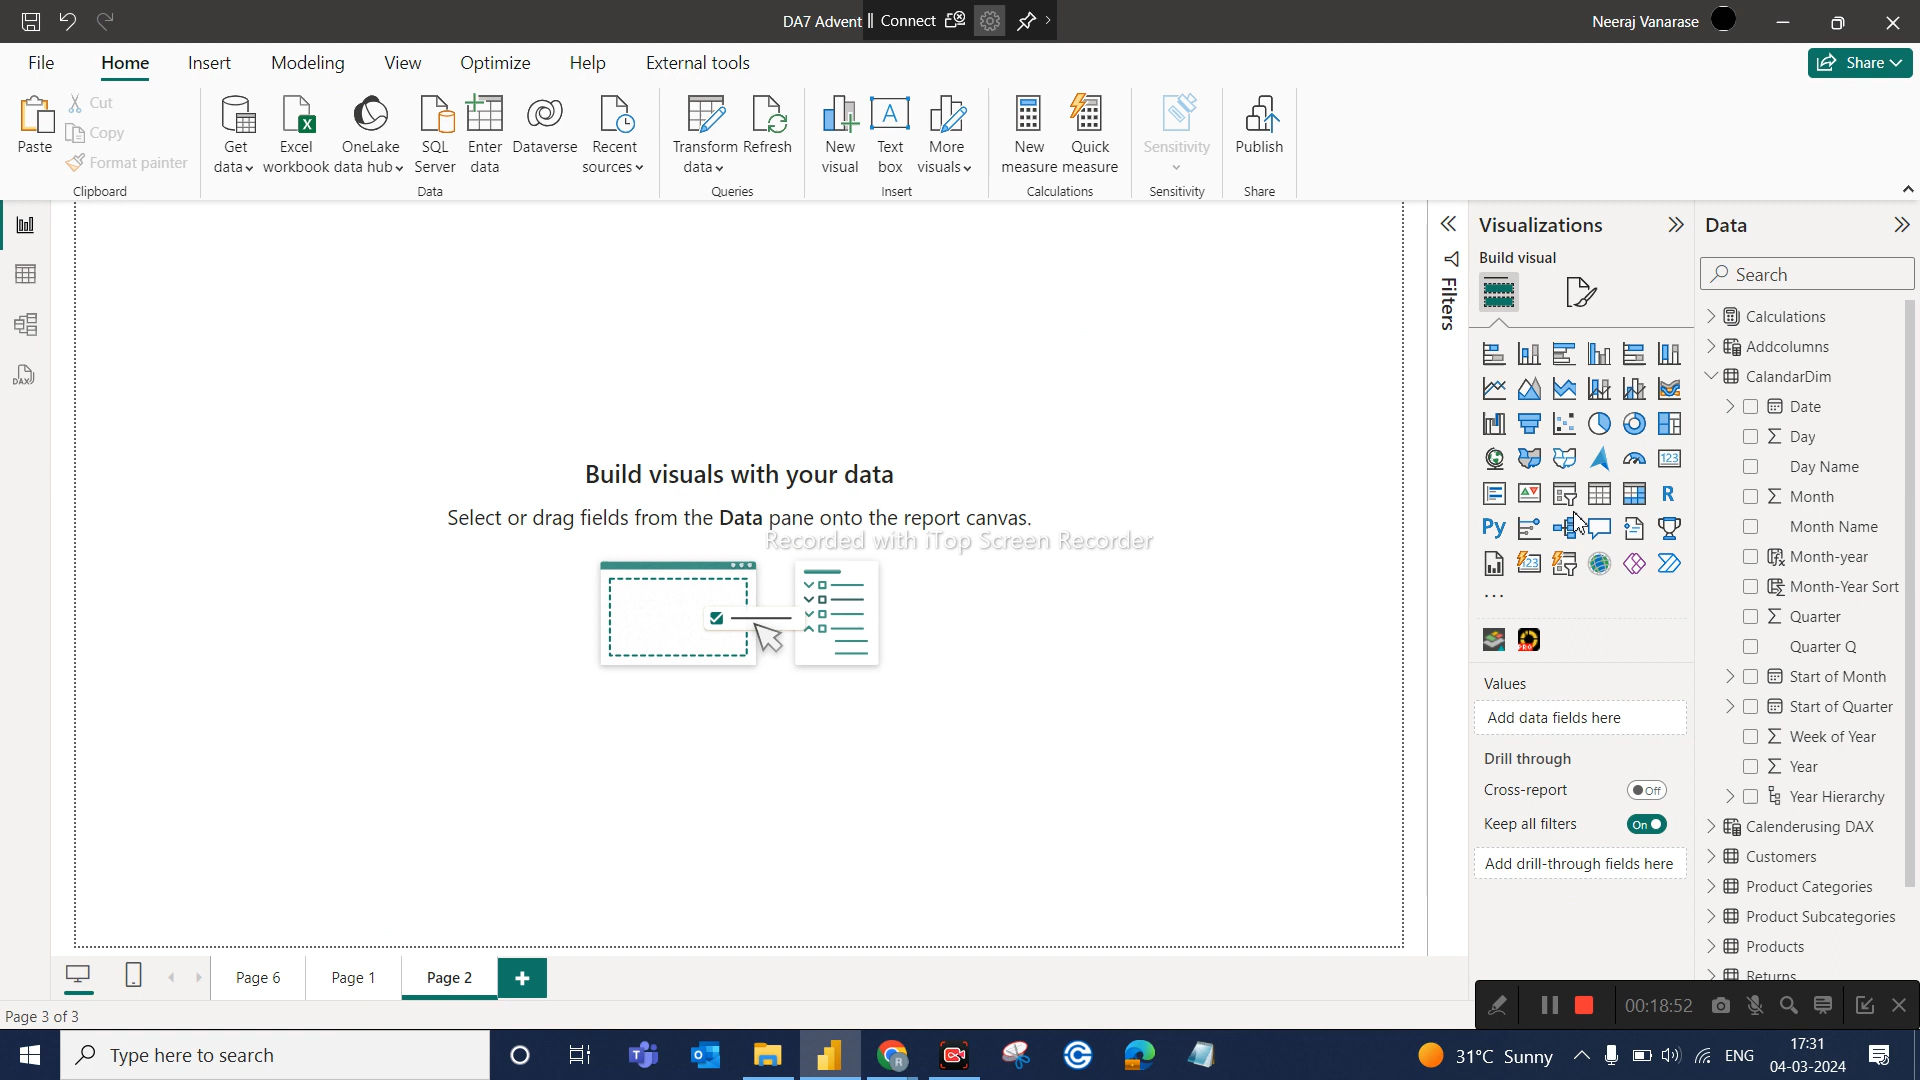 DA7 Advent
Connect
Neeraj Vanarase
File
Home
Insert
Modeling
View
Optimize
Help
External tools
Share
Paste
Cut
Copy
Format painter
Clipboard
Get data
Excel workbook
OneLake data hub
SQL Server
Enter data
Dataverse
Recent sources
Data
Transform data
Refresh
Queries
New visual
A
Text box
More visuals
Insert
New measure
Quick measure
Calculations
Sensitivity
Sensitivity
Publish
Share
DAX
Build visuals with your data
Select or drag fields from the Data pane onto the report canvas.
Recorded with iTop Screen Recorder
Filters
Visualizations
Build visual
123
R
Py
123
PRO
Values
Add data fields here
Drill through
Cross-report
Off
Keep all filters
On
Add drill-through fields here
Data
Search
Calculations
Addcolumns
CalandarDim
Date
Day
Day Name
Month
Month Name
Month-year
Month-Year Sort
Quarter
Quarter Q
Start of Month
Start of Quarter
Week of Year
Year
Year Hierarchy
Calenderusing DAX
Customers
Product Categories
Product Subcategories
Products
Returns
Page 6
Page 1
Page 2
Page 3 of 3
00:18:52
Type here to search
31°C Sunny
ENG
17:31
04-03-2024